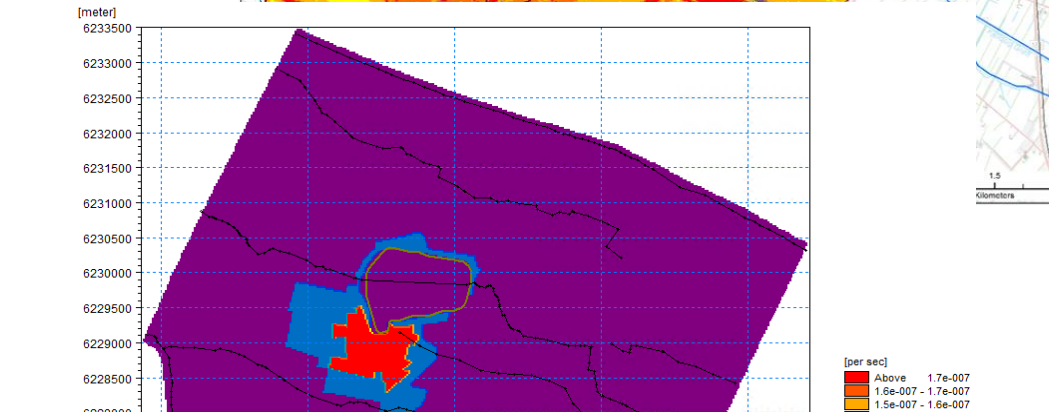 [meter]
6233500
6233000
6232500
6232000
6231500
6231000
6230500
6230000
6229500
6229000
6228500
1.5
Kilometers
[per sec]
Above 1.7e-007
1.6e-007 - 1.7e-007
1.5e-007 - 1.6e-007